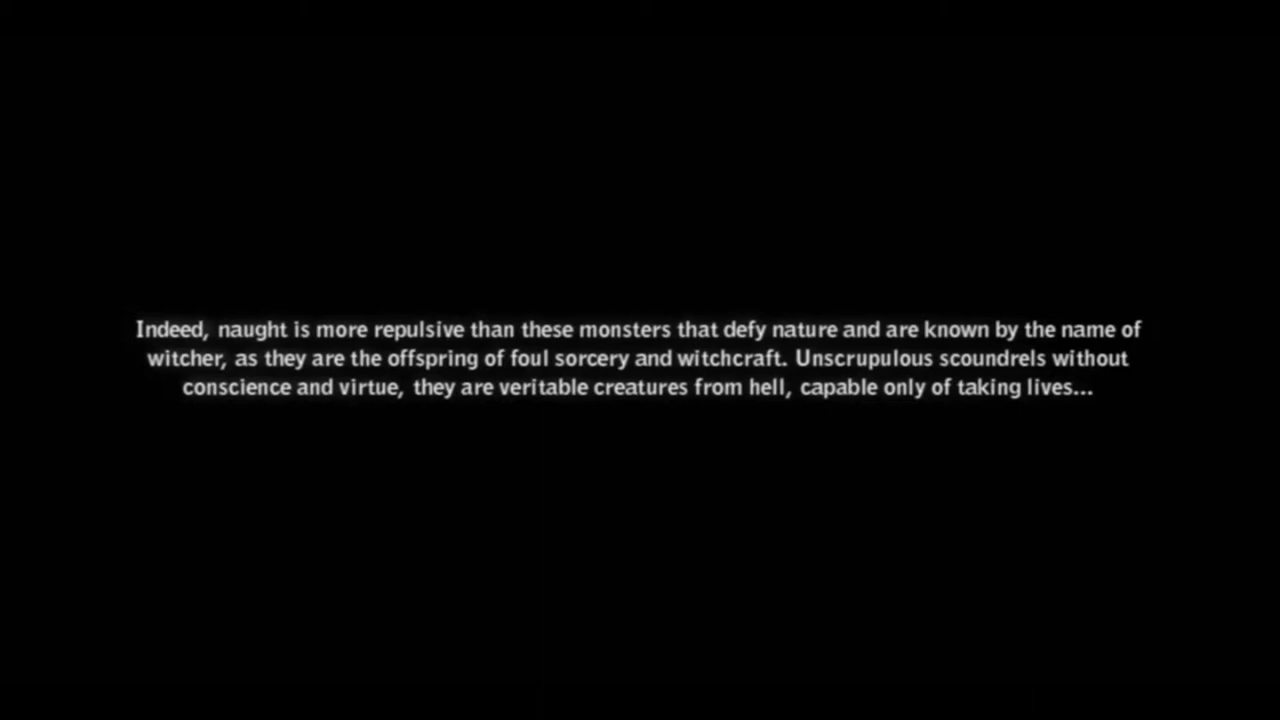 Indeed, naught is more repulsive than these monsters that defy nature and are known by the name of
witcher, as they are the offspring of foul sorcery and witchcraft. Unscrupulous scoundrels without
conscience and virtue, they are veritable creatures from hell, capable only of taking lives...